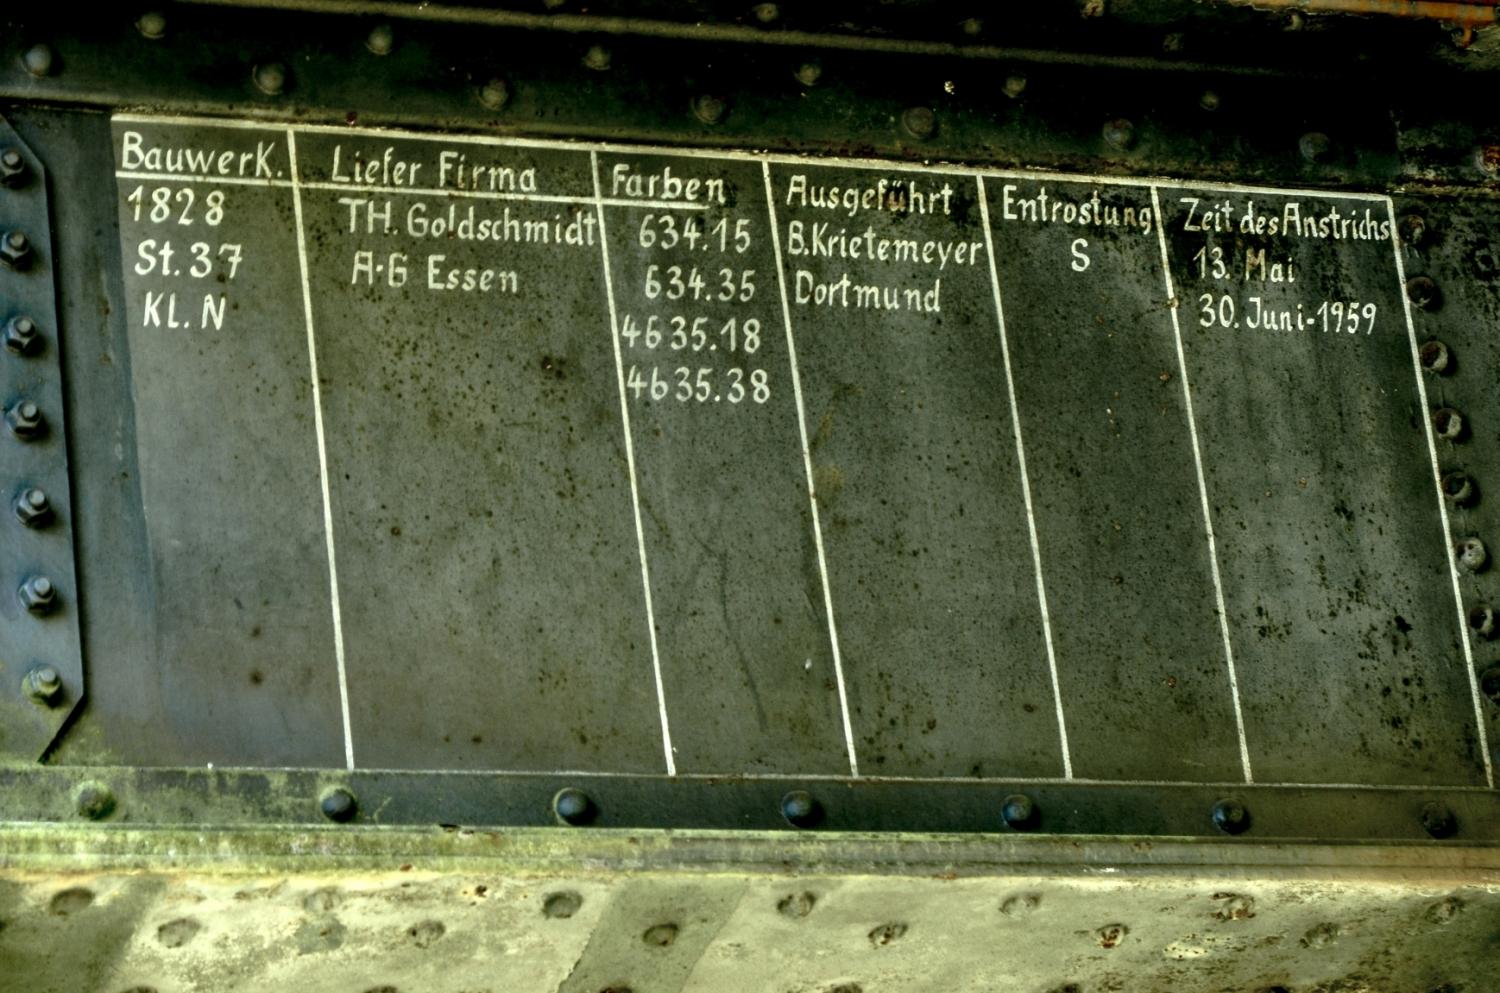 Bauwerk.
1828
St.37
KL.N
Liefer Firma
TH.Goldschmidt
A·G Essen
Farben
634.15
634.35
4635.18
4635.38
Ausgeführt
B.Krietemeyer
Dortmund
Entrostung
S
Zeit des Anstrichs
13. Mai
30. Juni-1959